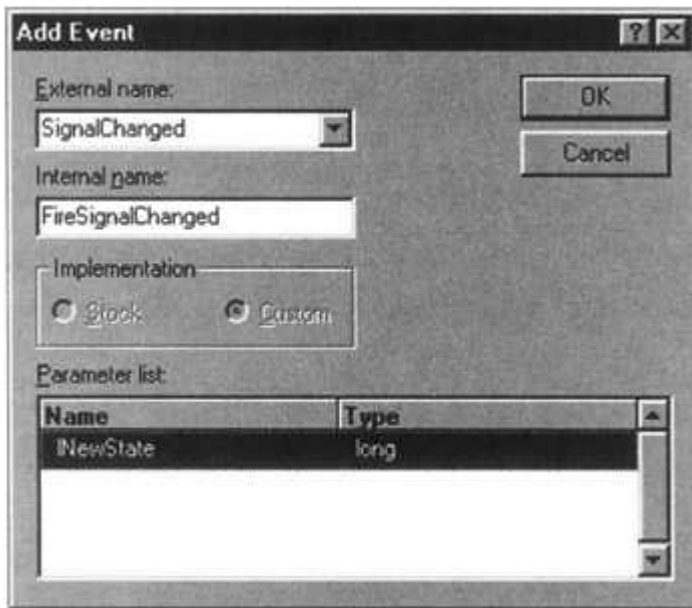 Add Event
External name:
OK
SignalChanged
Cancel
Internal name:
FireSignalChanged
Implementation
Stock
Custom
Parameter list:
Name Type
lNewState long